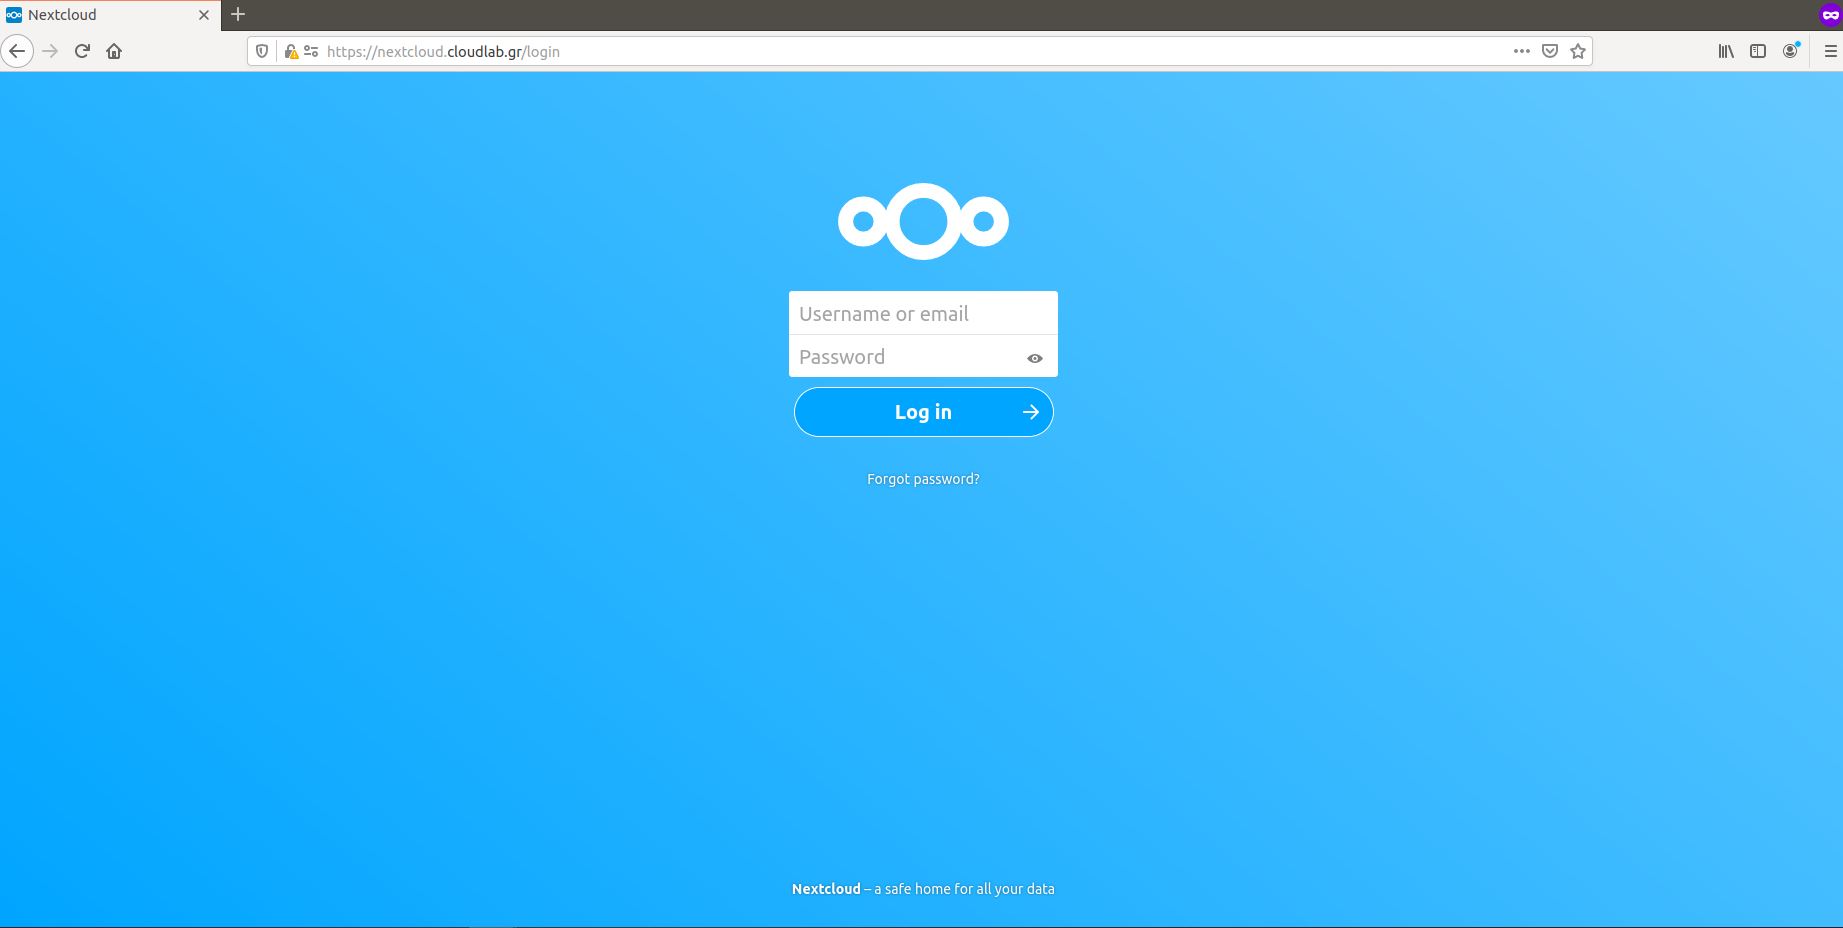 Nextcloud
https://nextcloud.cloudlab.gr/login
Username or email
Password
Log in
Forgot password?
Nextcloud – a safe home for all your data